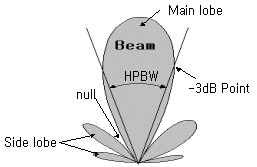 Main lobe
Beam
HPBW
-3dB Point
null
Side lobe